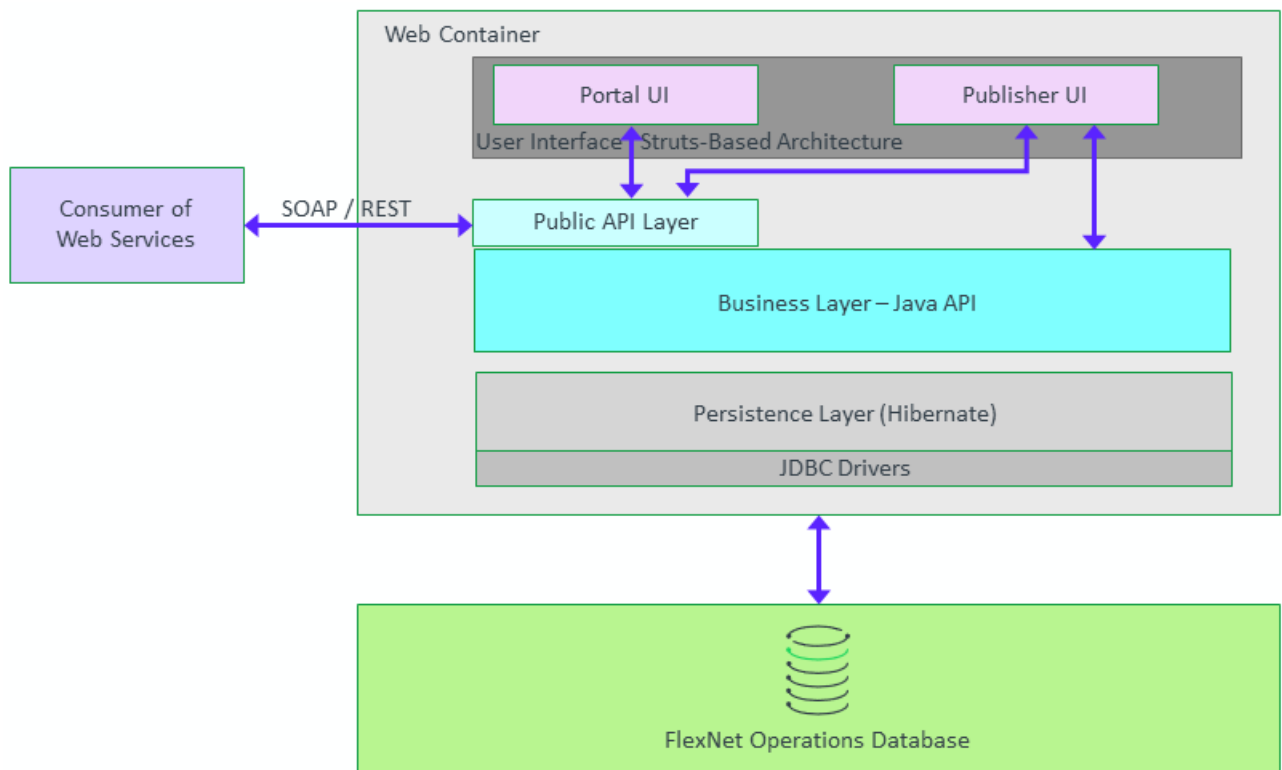 Web Container
Portal UI
Publisher UI
User Interface Struts-Based Architecture
Consumer of
Web Services
SOAP / REST
Public API Layer
Business Layer – Java API
Persistence Layer (Hibernate)
JDBC Drivers
FlexNet Operations Database